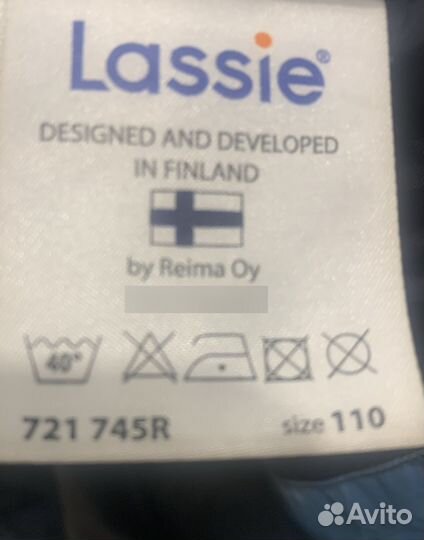 Lassie®
DESIGNED AND DEVELOPED
IN FINLAND
by Reima Oy
40°
721 745R size 110
Avito